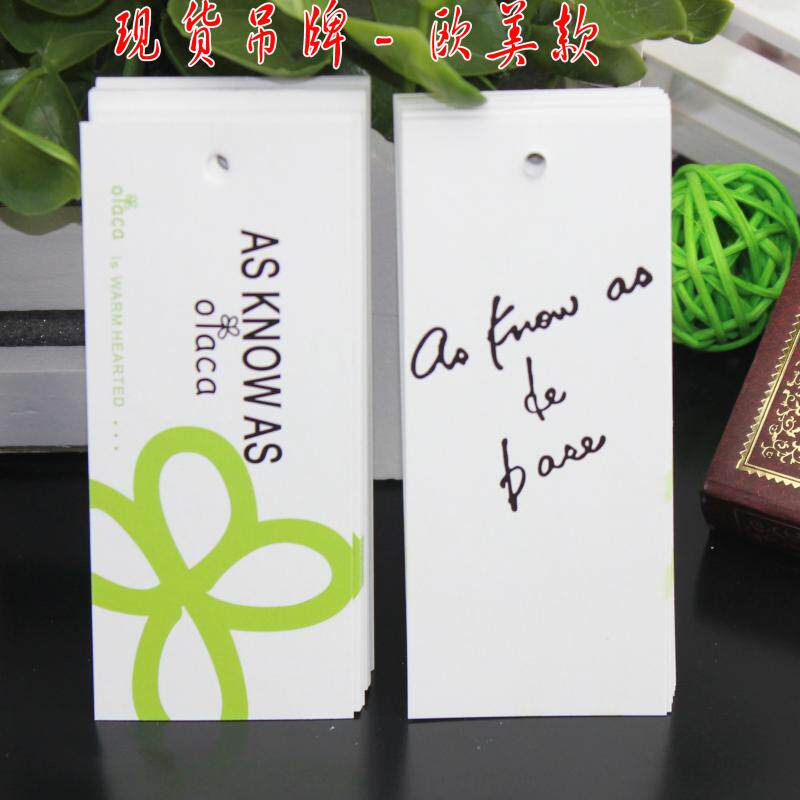 现货吊牌-欧美款
olaca is WARM HEARTED ...
AS KNOW AS
olaca
As Know as
de
base